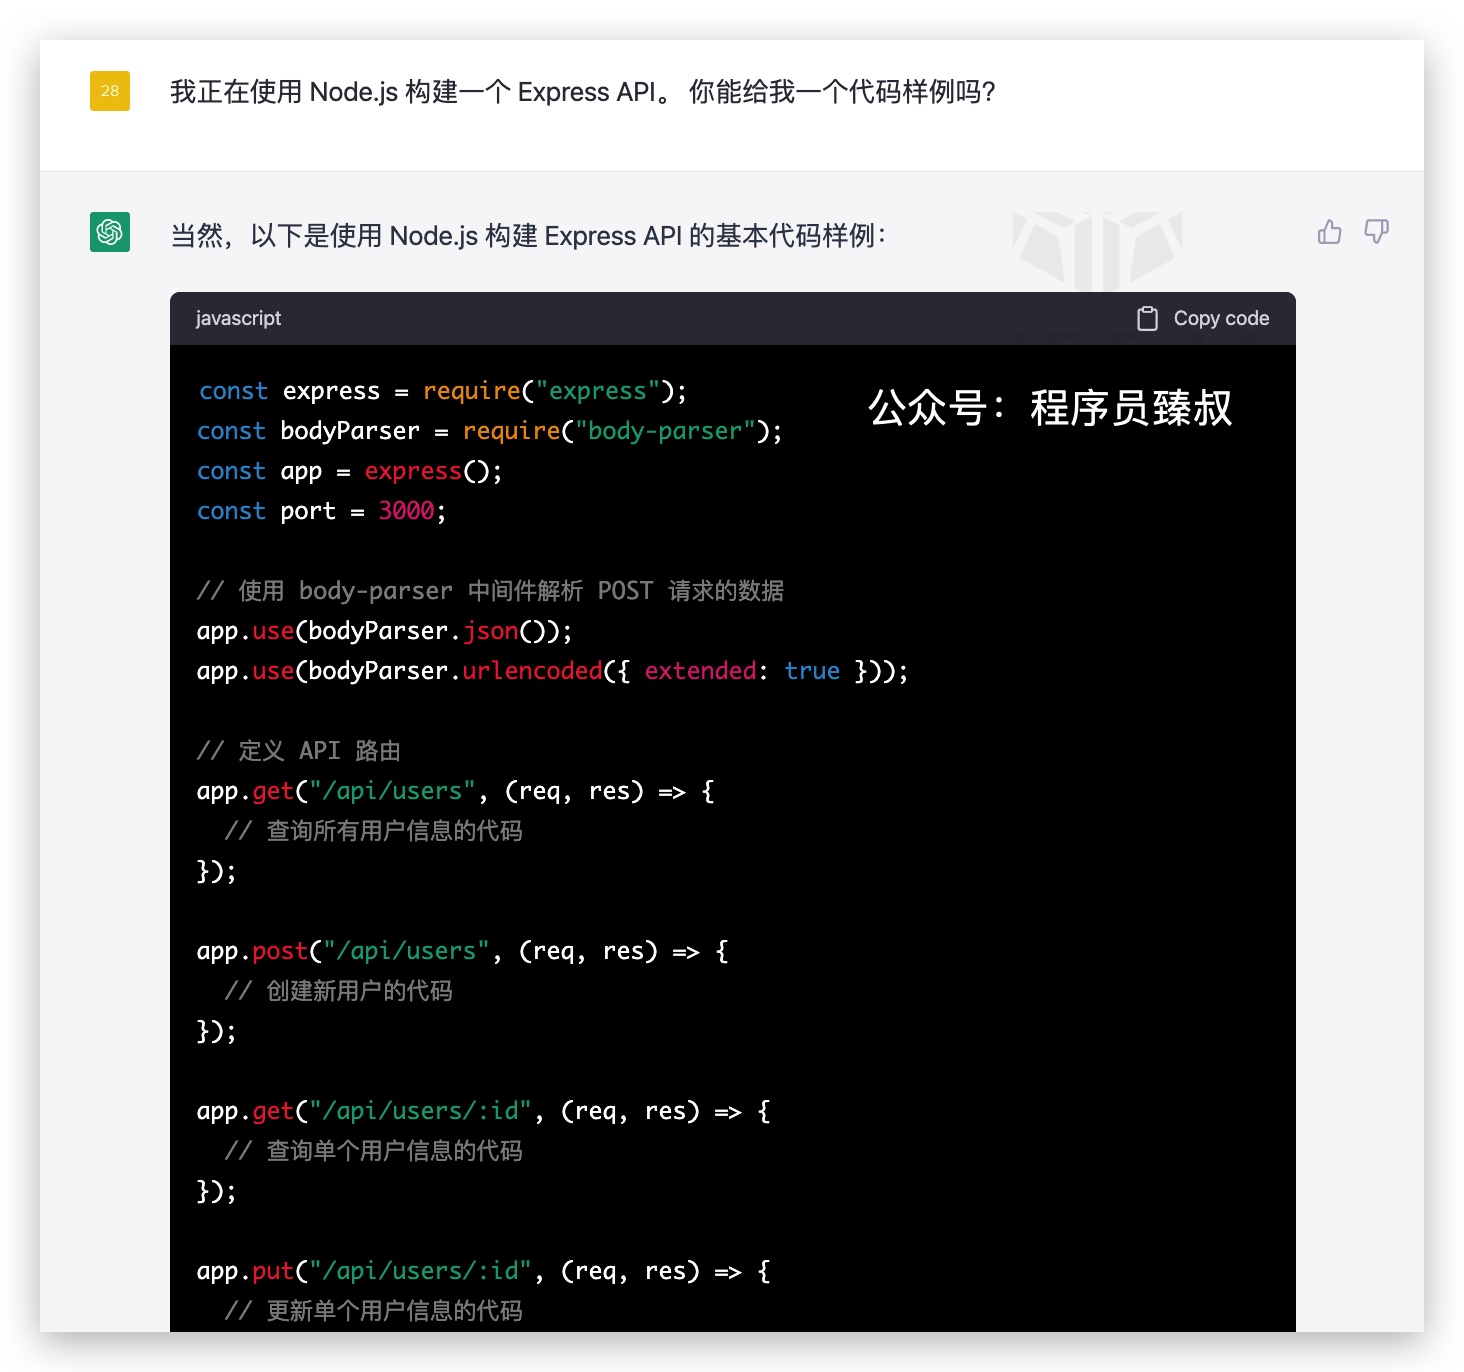 28
我正在使用 Node.js 构建一个 Express API。 你能给我一个代码样例吗？
当然，以下是使用 Node.js 构建 Express API 的基本代码样例：
javascript
Copy code
公众号：程序员臻叔
const express = require("express");
const bodyParser = require("body-parser");
const app = express();
const port = 3000;
// 使用 body-parser 中间件解析 POST 请求的数据
app.use(bodyParser.json());
app.use(bodyParser.urlencoded({ extended: true }));
// 定义 API 路由
app.get("/api/users", (req, res) => {
// 查询所有用户信息的代码
});
app.post("/api/users", (req, res) => {
// 创建新用户的代码
});
app.get("/api/users/:id", (req, res) => {
// 查询单个用户信息的代码
});
app.put("/api/users/:id", (req, res) => {
// 更新单个用户信息的代码